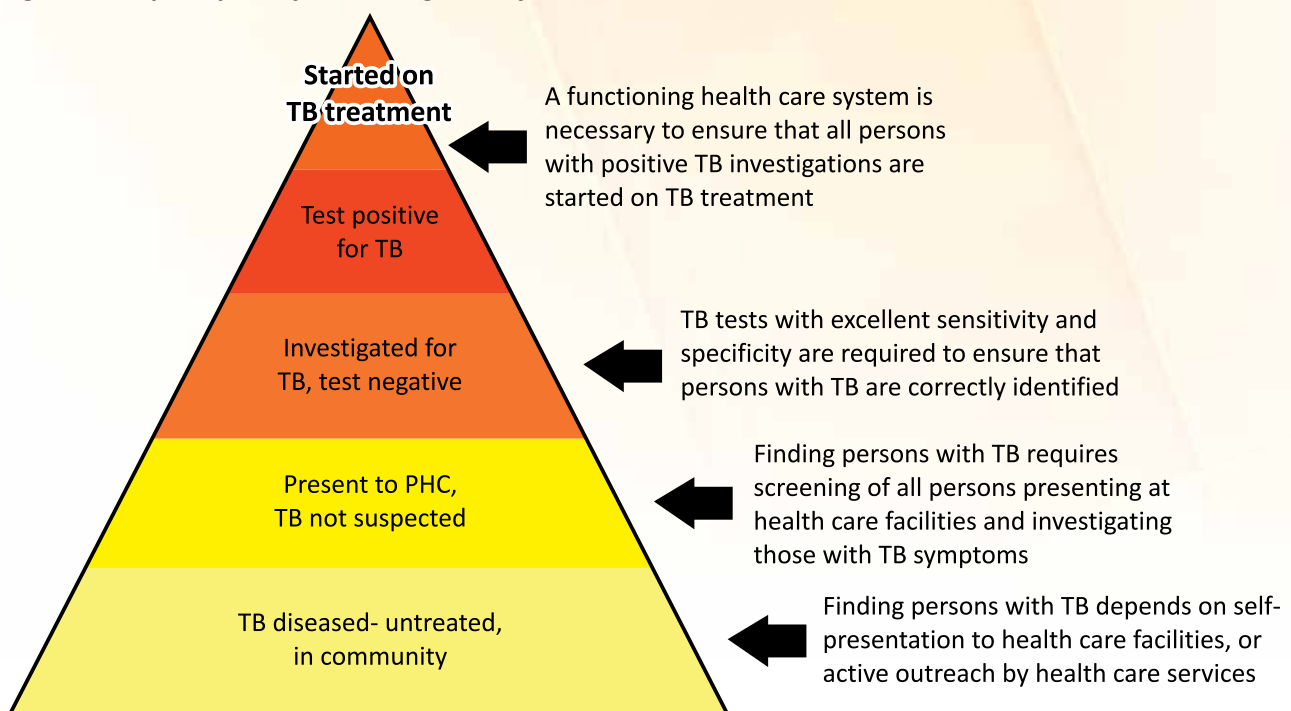 Started on
TB treatment
A functioning health care system is
necessary to ensure that all persons
with positive TB investigations are
started on TB treatment
Test positive
for TB
Investigated for
TB, test negative
TB tests with excellent sensitivity and
specificity are required to ensure that
persons with TB are correctly identified
Present to PHC,
TB not suspected
Finding persons with TB requires
screening of all persons presenting at
health care facilities and investigating
those with TB symptoms
TB diseased- untreated,
in community
Finding persons with TB depends on self-
presentation to health care facilities, or
active outreach by health care services